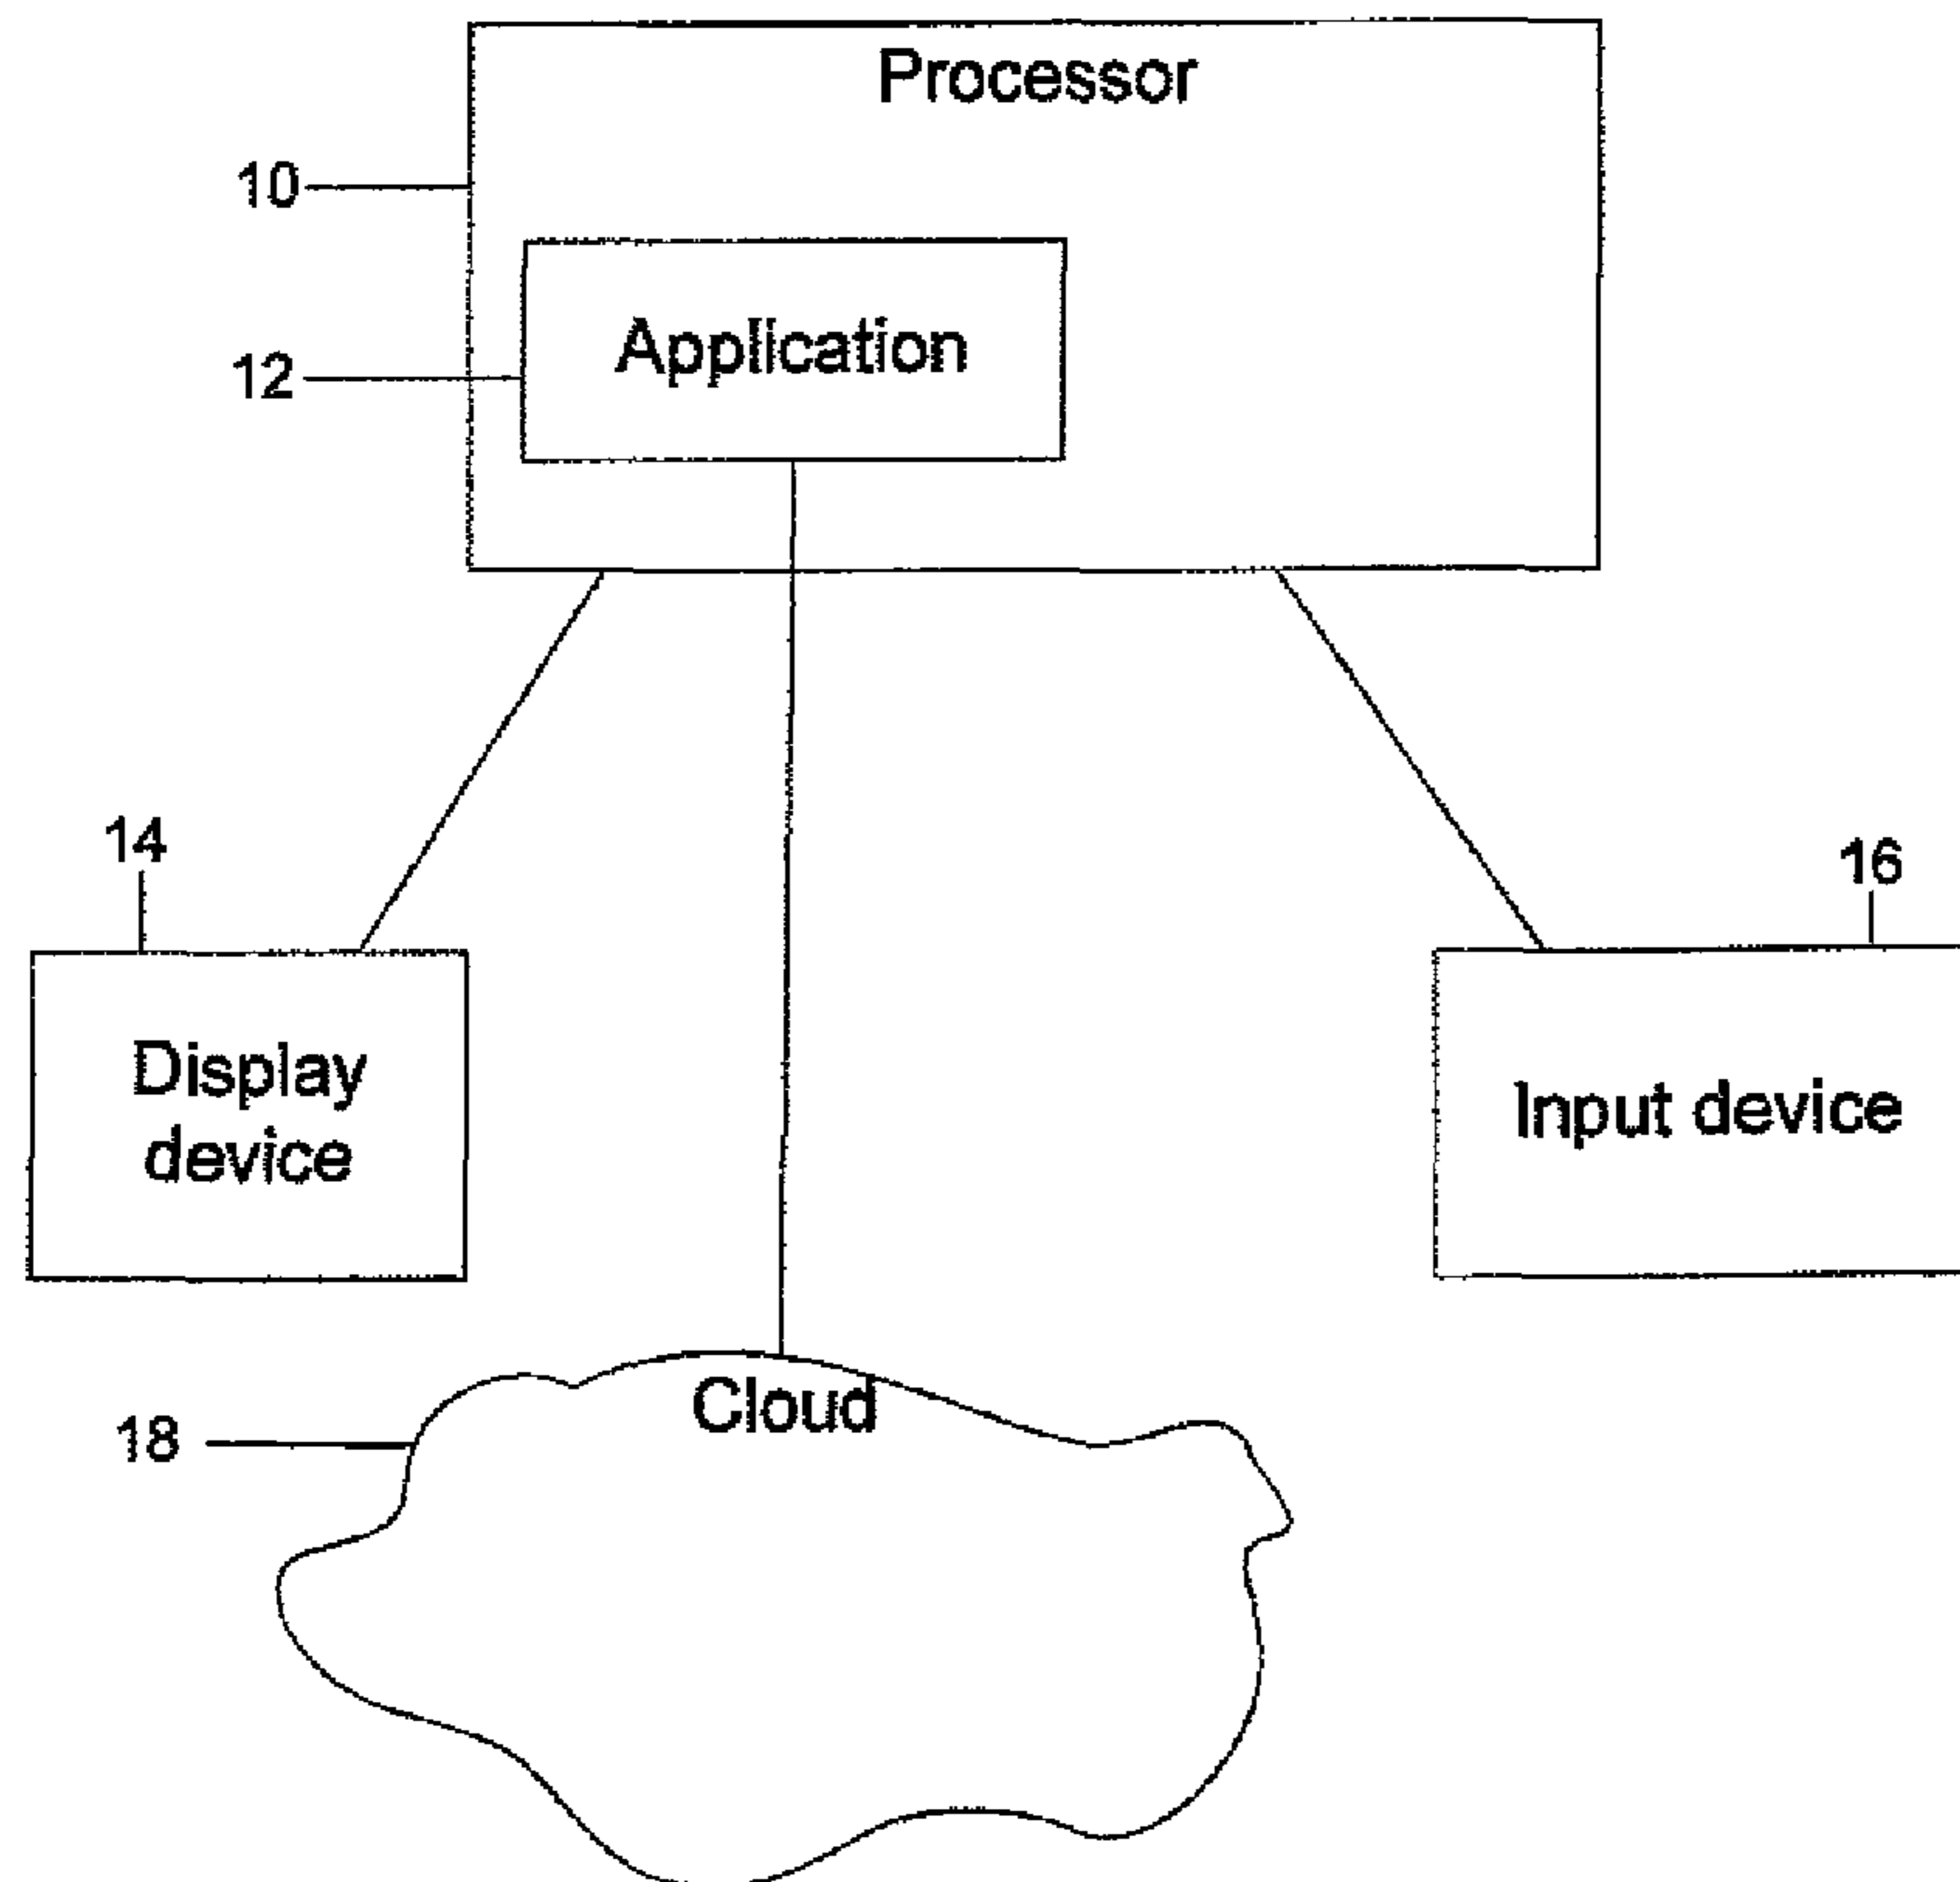 Processor
10
Application
12
14
16
Display
device
Input device
Cloud
18